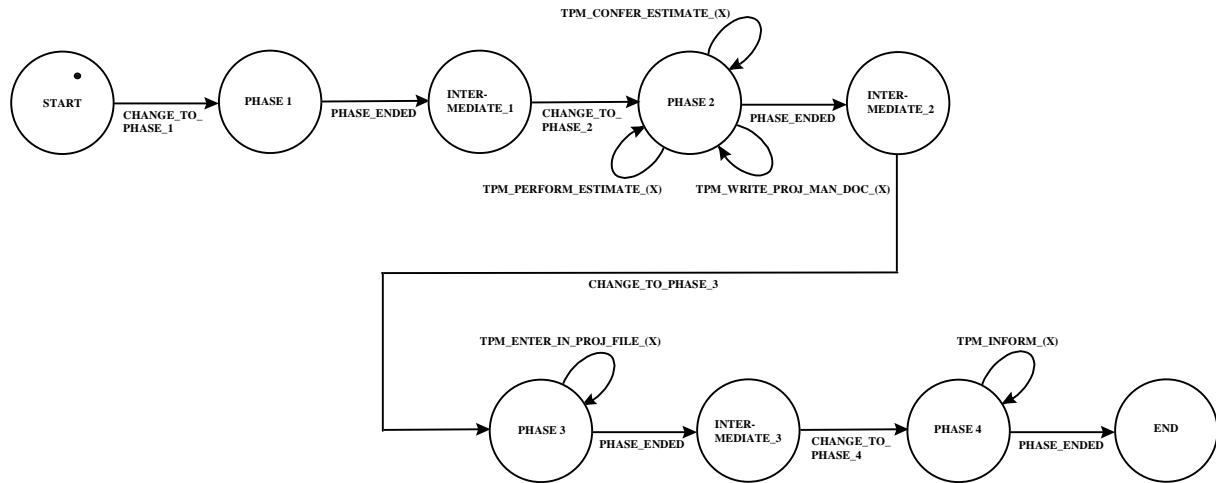 TPM_CONFER_ESTIMATE_(X)
START
CHANGE_TO_
PHASE_1
PHASE 1
PHASE_ENDED
INTER-
MEDIATE_1
CHANGE_TO_
PHASE_2
PHASE 2
PHASE_ENDED
INTER-
MEDIATE_2
TPM_PERFORM_ESTIMATE_(X)
TPM_WRITE_PROJ_MAN_DOC_(X)
CHANGE_TO_PHASE_3
TPM_ENTER_IN_PROJ_FILE_(X)
TPM_INFORM_(X)
PHASE 3
PHASE_ENDED
INTER-
MEDIATE_3
CHANGE_TO_
PHASE_4
PHASE 4
PHASE_ENDED
END